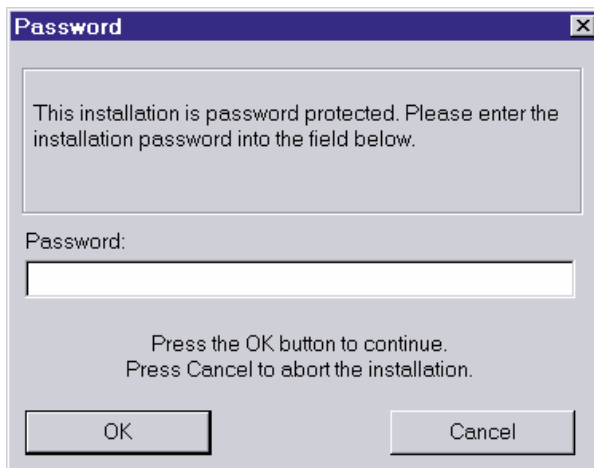 Password
This installation is password protected. Please enter the
installation password into the field below.
Password:
Press the OK button to continue.
Press Cancel to abort the installation.
OK
Cancel